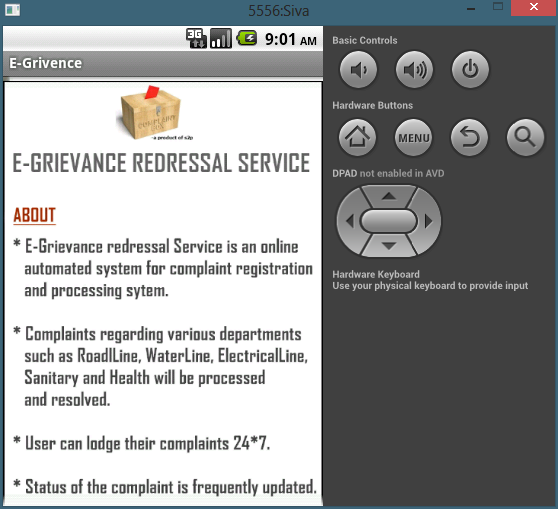 5556:Siva
3G
9:01 AM
E-Grivence
COMPLAINT
-a product of s2p
E-GRIEVANCE REDRESSAL SERVICE
ABOUT
* E-Grievance redressal Service is an online
automated system for complaint registration
and processing sytem.
* Complaints regarding various departments
such as RoadlLine, WaterLine, ElectricalLine,
Sanitary and Health will be processed
and resolved.
* User can lodge their complaints 24*7.
* Status of the complaint is frequently updated.
Basic Controls
Hardware Buttons
MENU
DPAD not enabled in AVD
Hardware Keyboard
Use your physical keyboard to provide input